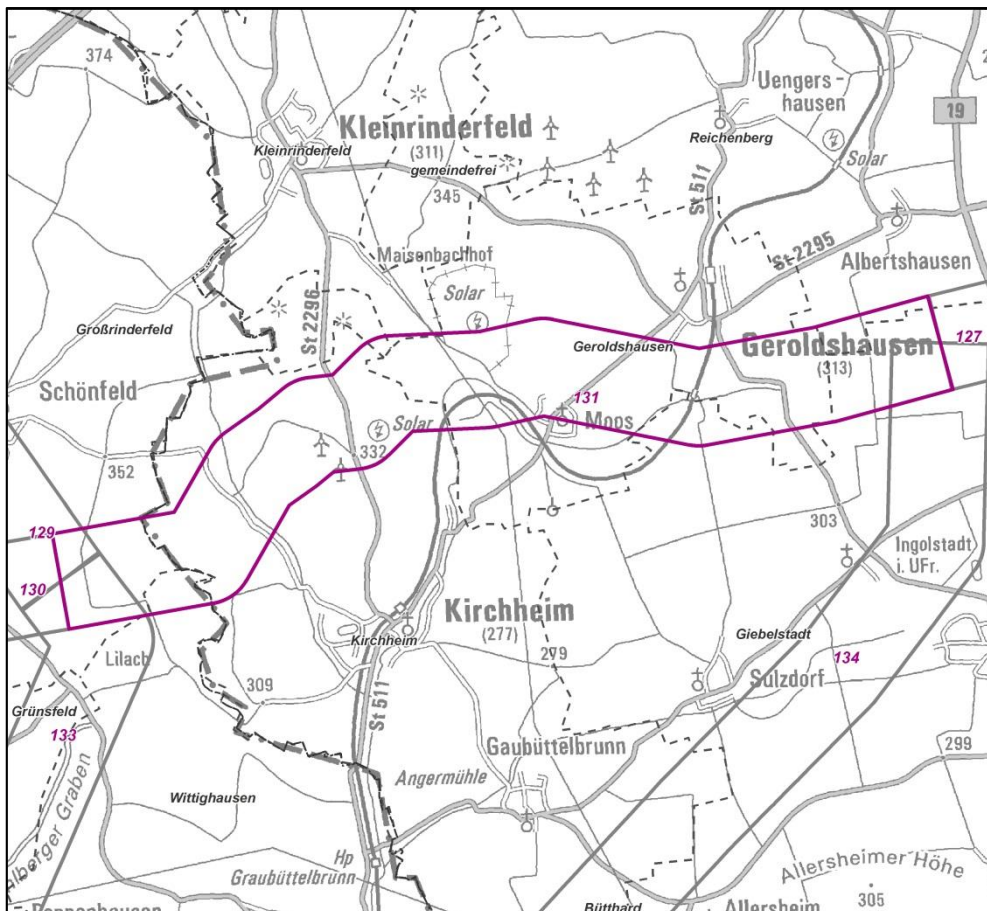 374
Kleinrinderfeld
(311)
Kleinrinderfeld
gemeindefrei
345
Uengers-
hausen
Reichenberg
Solar
19
St 511
St 2295
Albertshausen
Maisenbachhof
Solar
St 2296
Großrinderfeld
Schönfeld
Geroldshausen
Geroldshausen
(313)
127
131
Moos
Solar
332
352
129
130
303
Ingolstadt
i. UFr.
Kirchheim
(277)
Kirchheim
Lilach
279
Giebelstadt
134
309
Sulzdorf
Grünsfeld
133
St 511
Gaubüttelbrunn
299
Angermühle
Wittighausen
Hp
Graubüttelbrunn
Allersheimer Höhe
305
Allersheim
Bütthard